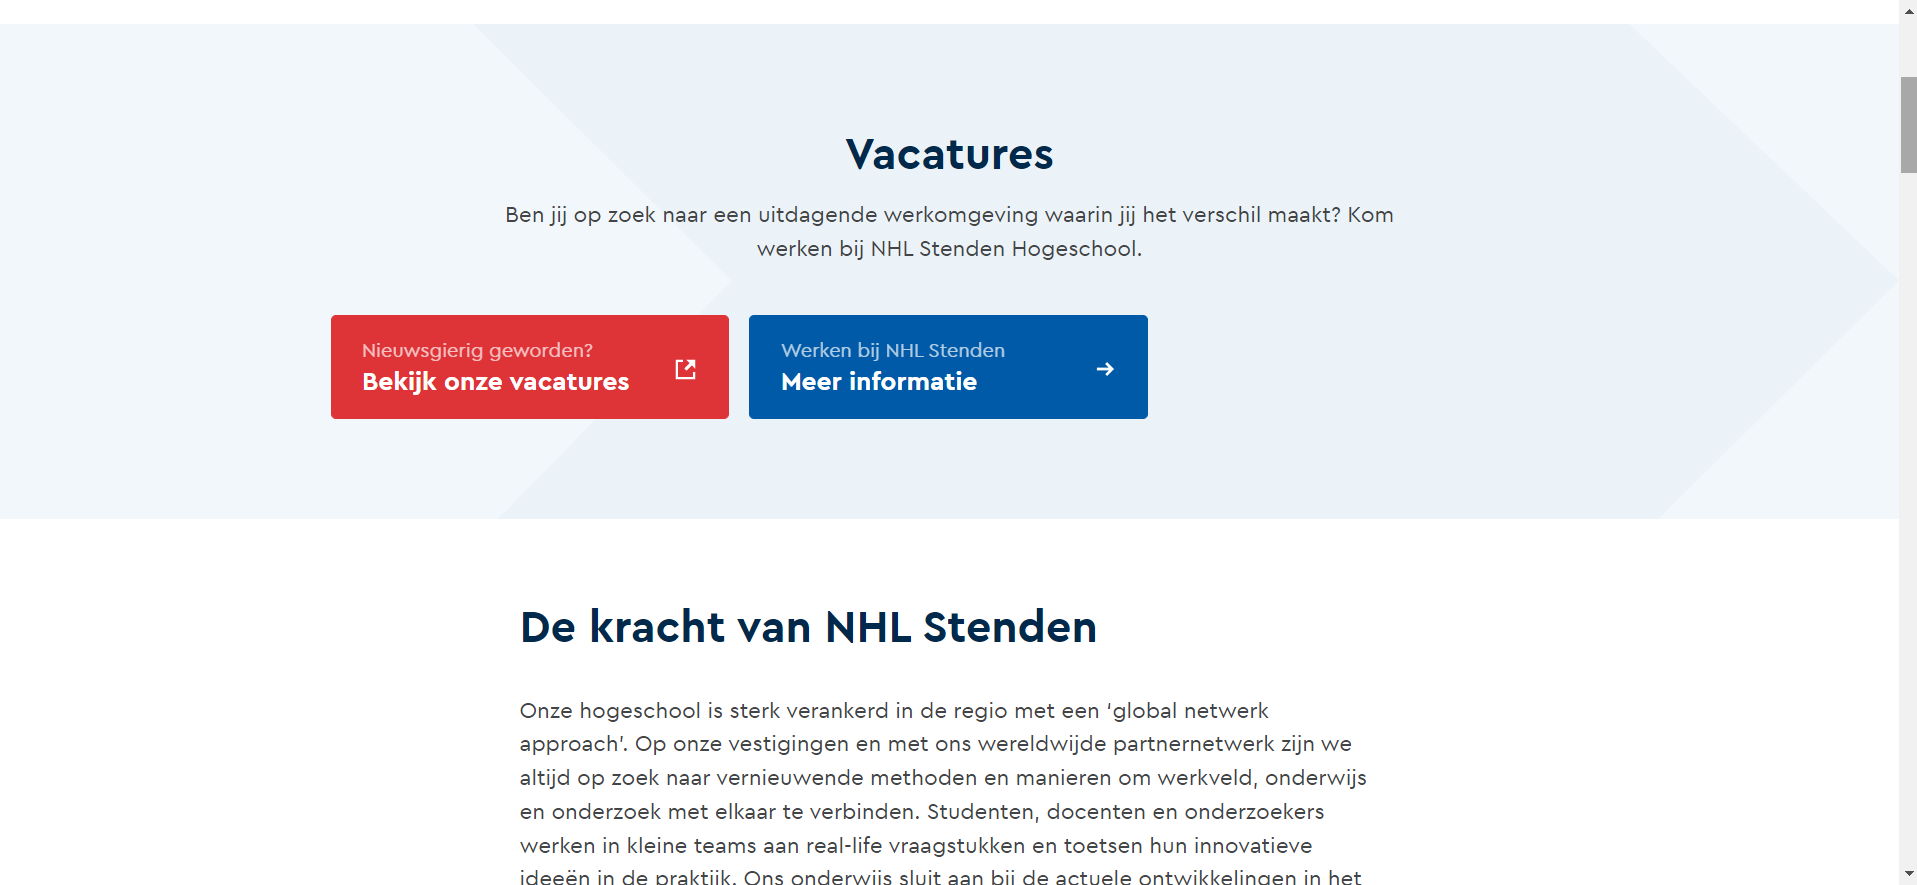 Vacatures
Ben jij op zoek naar een uitdagende werkomgeving waarin jij het verschil maakt? Kom
werken bij NHL Stenden Hogeschool.
Nieuwsgierig geworden?
Bekijk onze vacatures
Werken bij NHL Stenden
Meer informatie
De kracht van NHL Stenden
Onze hogeschool is sterk verankerd in de regio met een ‘global netwerk
approach’. Op onze vestigingen en met ons wereldwijde partnernetwerk zijn we
altijd op zoek naar vernieuwende methoden en manieren om werkveld, onderwijs
en onderzoek met elkaar te verbinden. Studenten, docenten en onderzoekers
werken in kleine teams aan real-life vraagstukken en toetsen hun innovatieve
ideeën in de praktijk. Ons onderwijs sluit aan bij de actuele ontwikkelingen in het